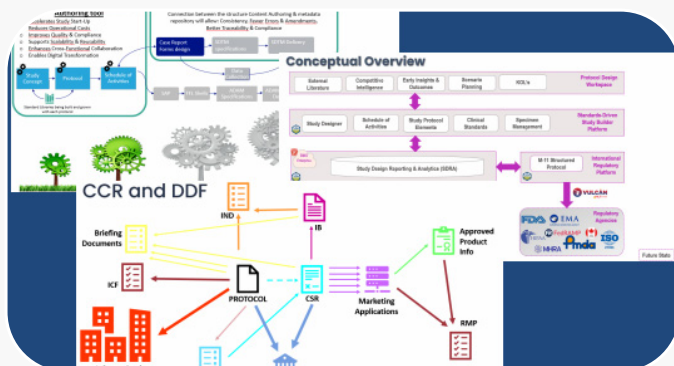 Authoring tool
Accelerates Study Start-Up
Reduces Operational Costs
Improves Quality & Compliance
Supports Scalability & Reusability
Enhances Cross-Functional Collaboration
Enables Digital Transformation
Connection between the structure Content Authoring & metadata
repository will allow Consistency, Fewer Errors & Amendments,
Better Traceability & Compliance
Case Report
Forms design
Study
Concept
Protocol
Schedule of
Activities
Conceptual Overview
External
Literature
Competitive
Intelligence
Early Insights &
Outcomes
Scenario
Planning
KOL's
Protocol Design
Workspace
Study Designer
Schedule of
Activities
Study Protocol
Elements
Clinical
Standards
Specimen
Management
Standards-Driven
Study Builder
Platform
Study Design Reporting & Analytics (SDRA)
M-11 Structured
Protocol
International
Regulatory
Platform
VULCAN
FDA
EMA
FedRAMP
MHRA
Pmda
ISO
Regulatory
Agencies
Future State
CCR and DDF
IND
IB
Briefing
Documents
Approved
Product
Info
ICF
PROTOCOL
CSR
Marketing
Applications
RMP